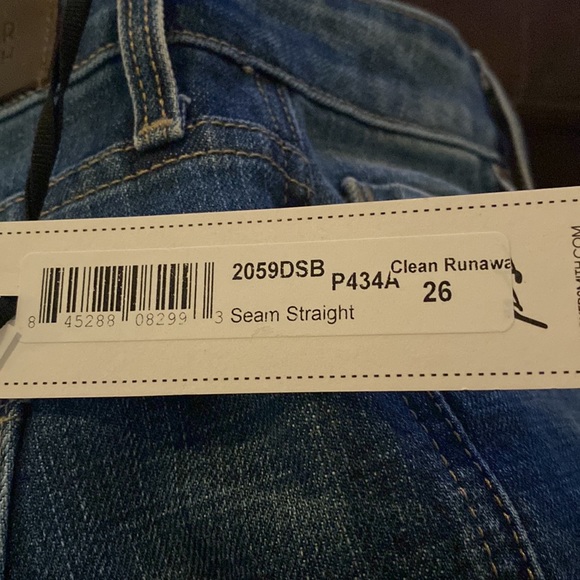 2059DSB
P434A
Clean Runawa
26
Seam Straight
8 45288 08299 3